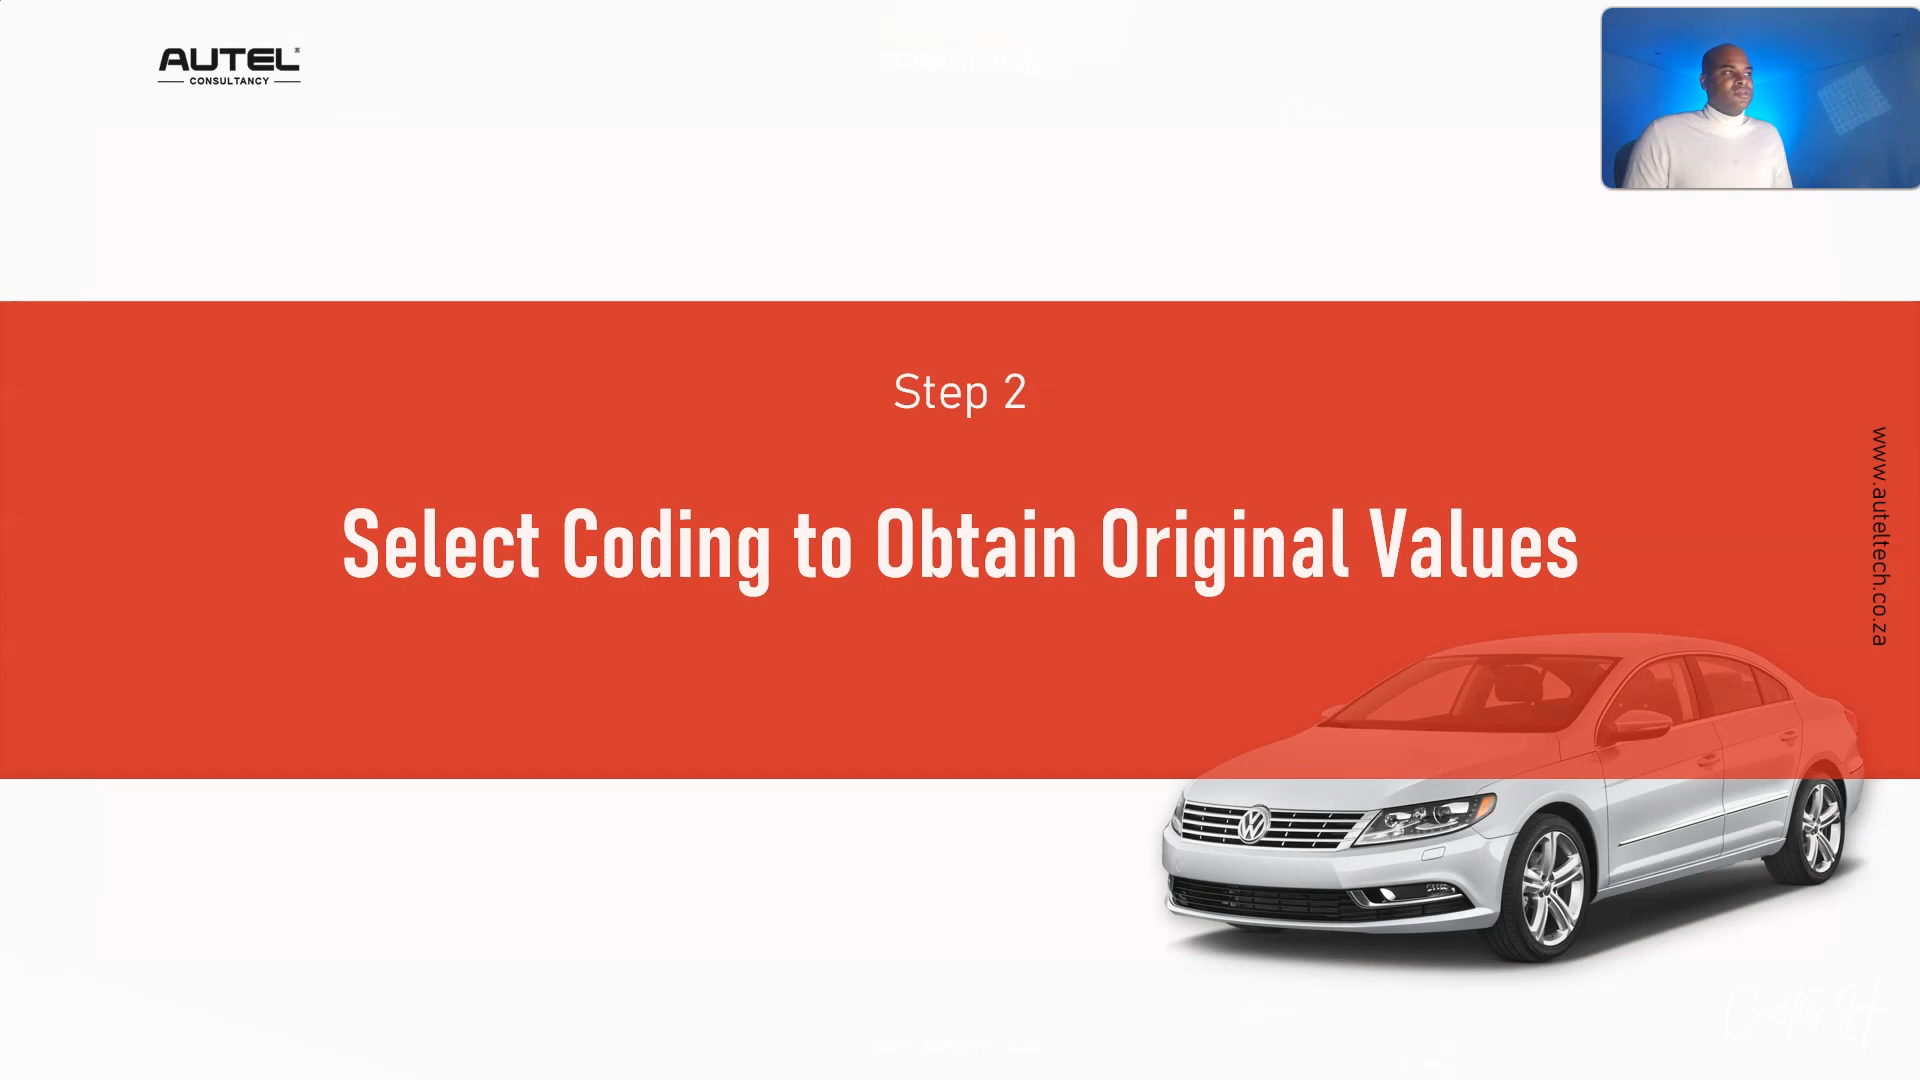 AUTEL®
CONSULTANCY
Step 2
Select Coding to Obtain Original Values
www.auteltech.co.za